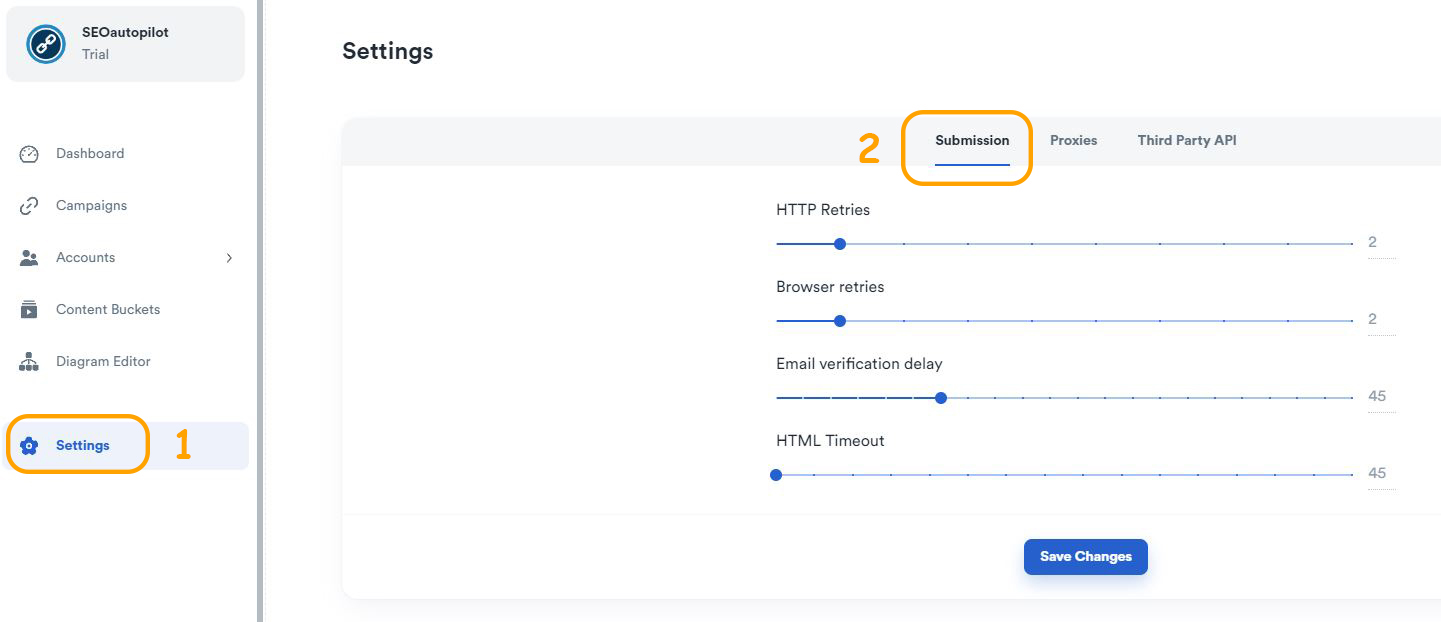 SEOautopilot
Trial
Dashboard
Campaigns
Accounts
Content Buckets
Diagram Editor
Settings
1
Settings
2
Submission Proxies Third Party API
HTTP Retries
2
Browser retries
2
Email verification delay
45
HTML Timeout
45
Save Changes